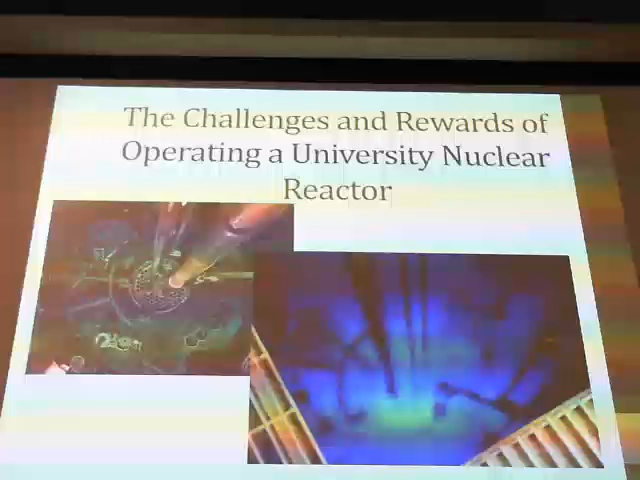 The Challenges and Rewards of
Operating a University Nuclear
Reactor